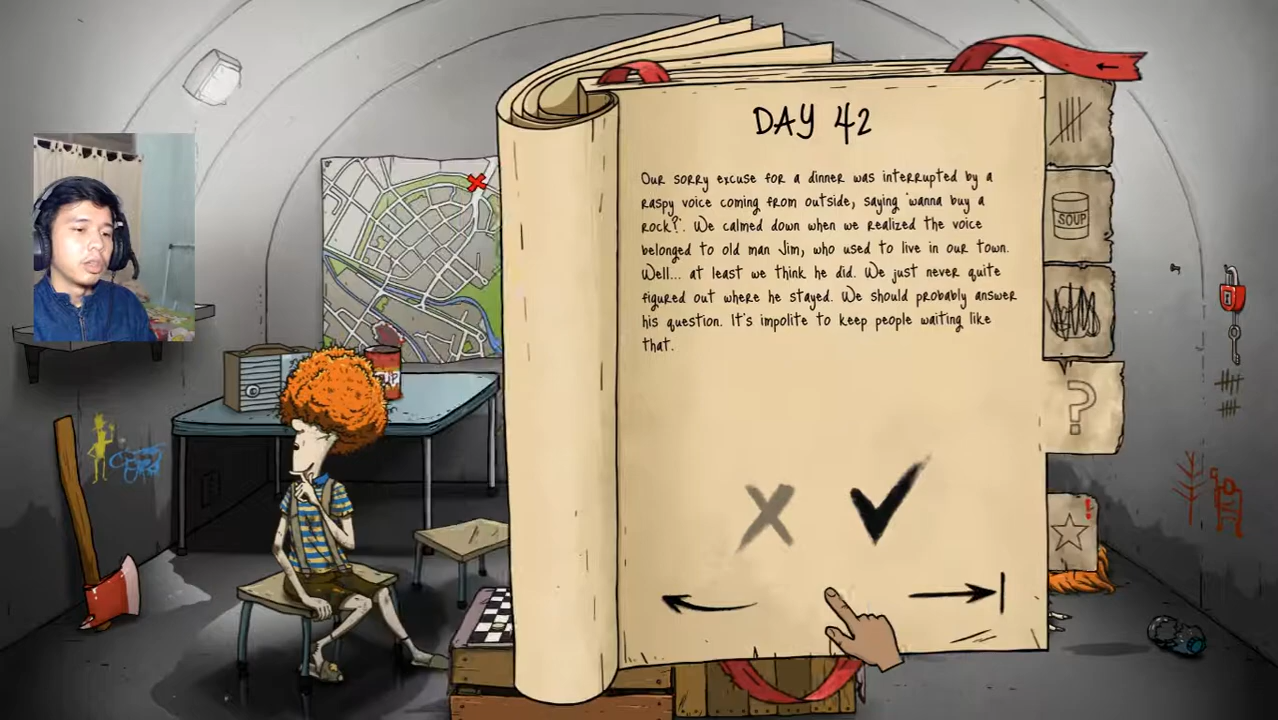 DAY 42
Our sorry excuse for a dinner was interrupted by a
raspy voice coming from outside, saying 'wanna buy a
rock?'. We calmed down when we realized the voice
belonged to old man Jim, who used to live in our town.
Well... at least we think he did. We just never quite
figured out where he stayed. We should probably answer
his question. It's impolite to keep people waiting like
that.
SOUP
?
!